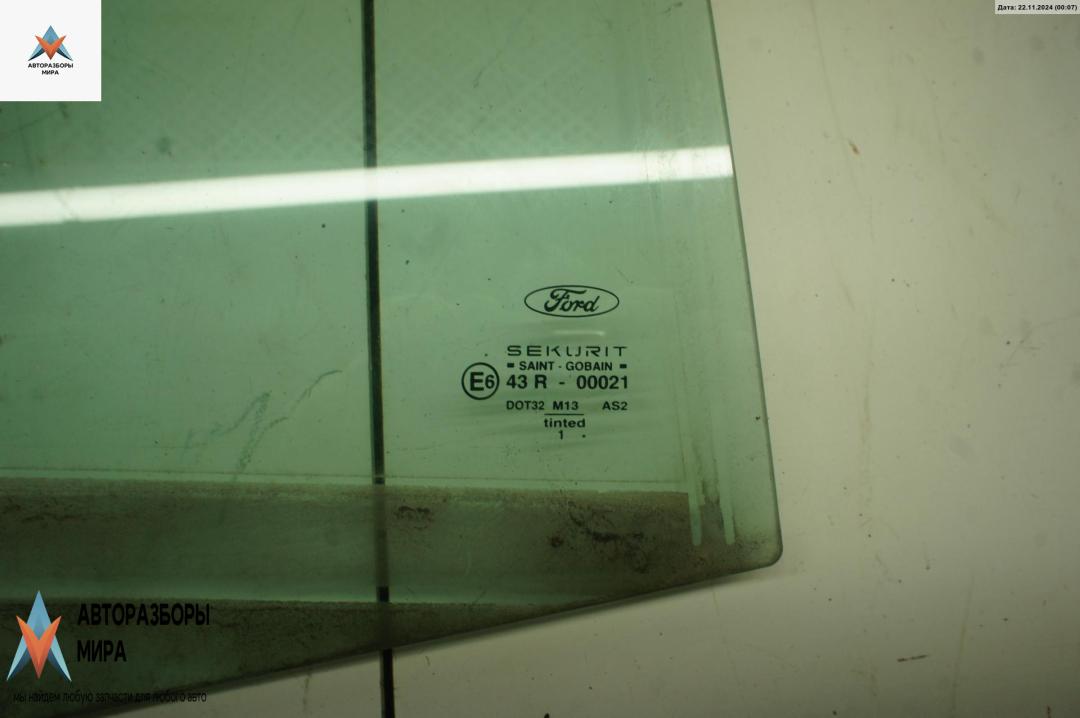 Дата: 22.11.2024 (00:07)
АВТОРАЗБОРЫ
МИРА
Ford
SEKURIT
SAINT - GOBAIN
E6 43 R - 00021
DOT32 M13 AS2
tinted
1 .
АВТОРАЗБОРЫ
МИРА
мы найдем любую запчасти для любого авто